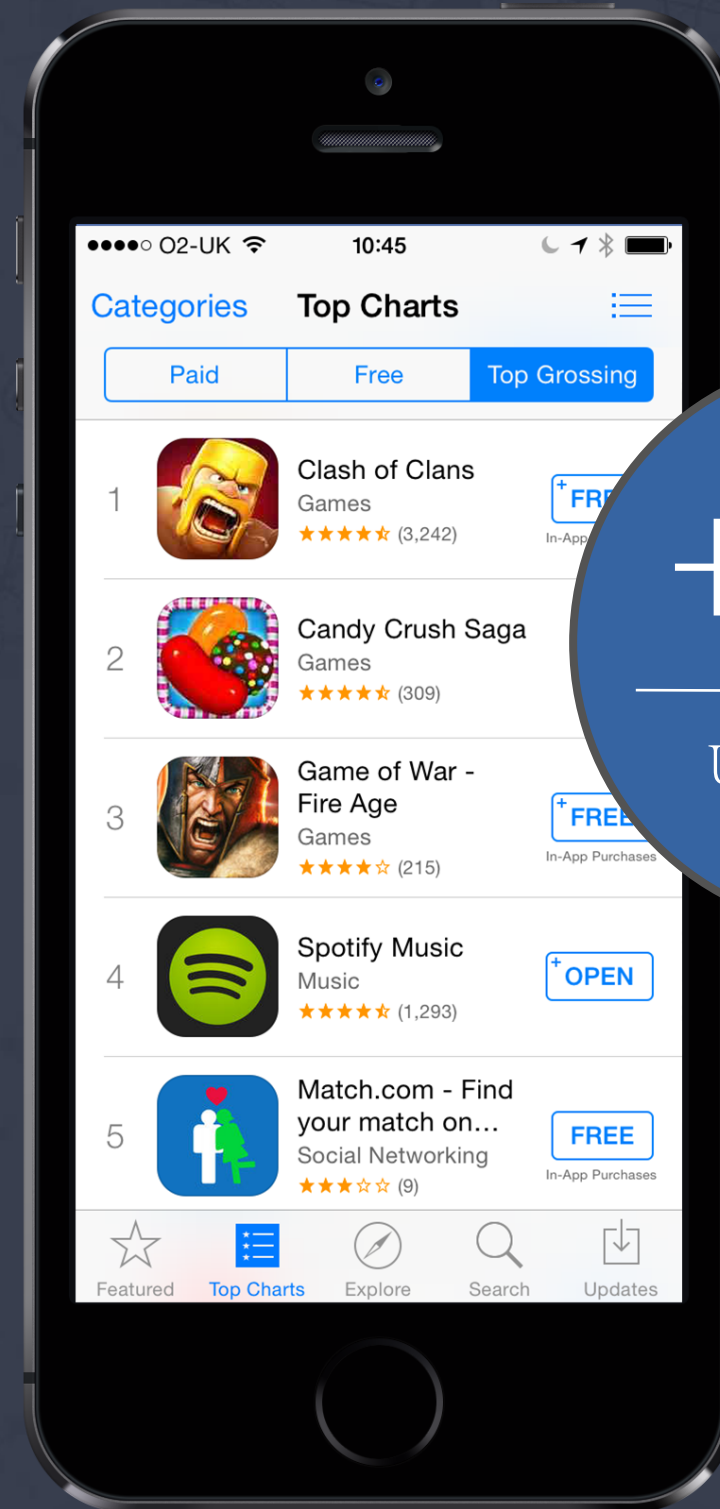 O2-UK 10:45
Categories Top Charts
Paid Free Top Grossing
1 Clash of Clans
Games
(3,242)
+
In-App
2 Candy Crush Saga
Games
(309)
3 Game of War -
Fire Age
Games
(215)
+ FREE
In-App Purchases
4 Spotify Music
Music
(1,293)
+ OPEN
5 Match.com - Find
your match on...
Social Networking
(9)
FREE
In-App Purchases
Featured Top Charts Explore Search Updates